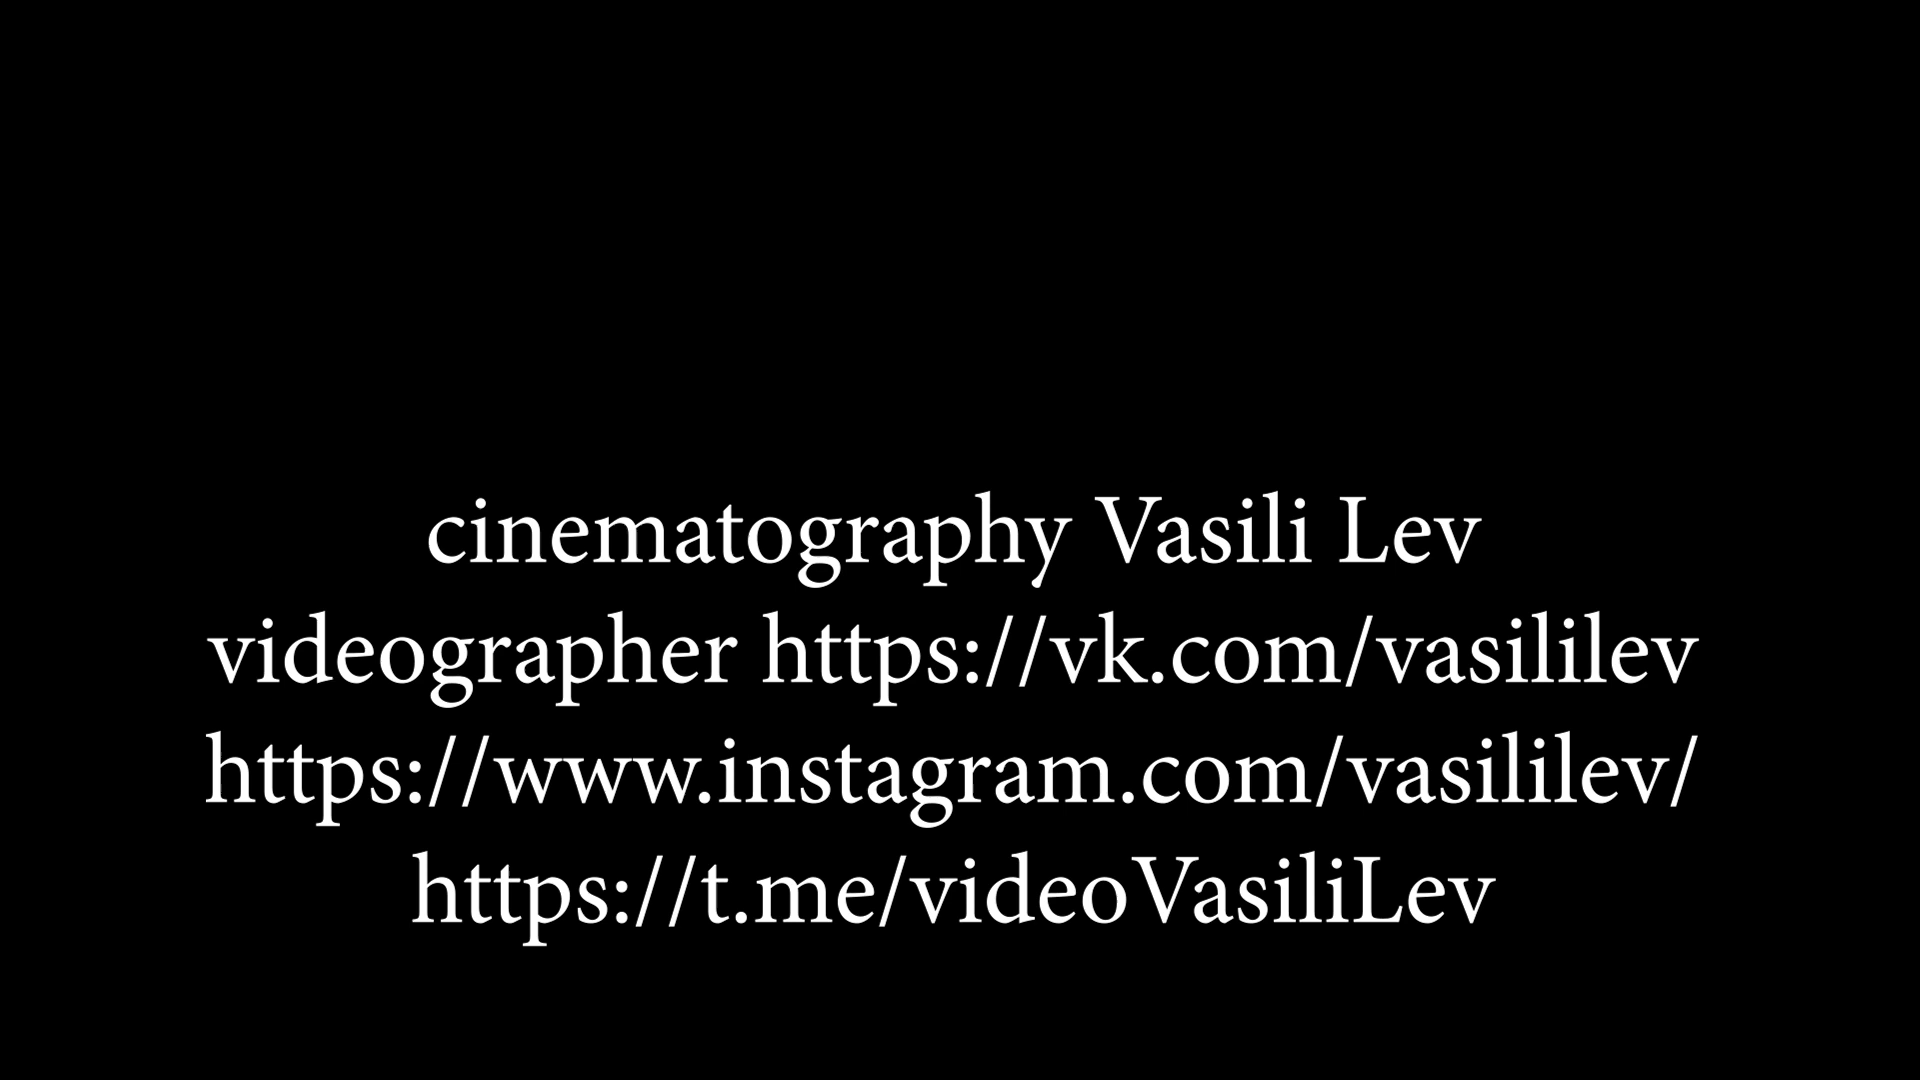 cinematography Vasili Lev
videographer https://vk.com/vasililev
https://www.instagram.com/vasililev/
https://t.me/videoVasiliLev